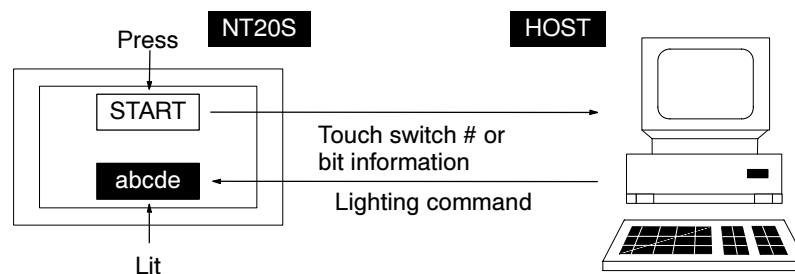 NT20S
HOST
Press
START
Touch switch # or
bit information
abcde
Lighting command
Lit